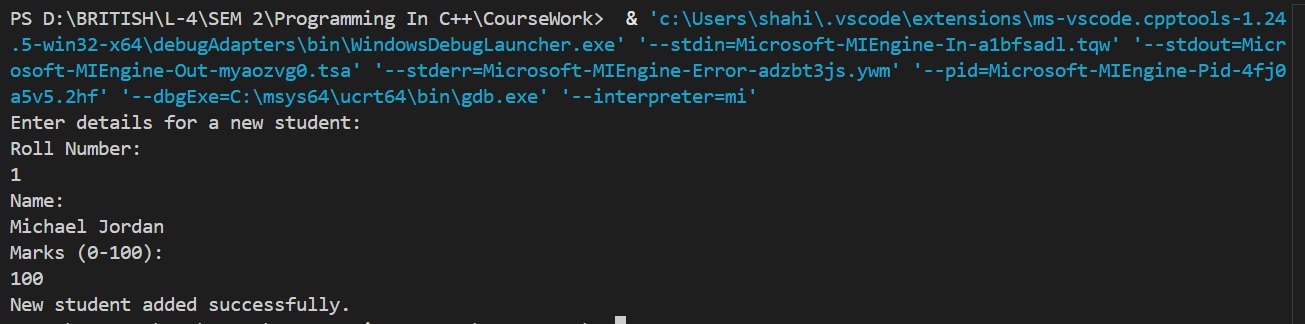 PS D:\BRITISH\L-4\SEM 2\Programming In C++\CourseWork>  & 'c:\Users\shahi\.vscode\extensions\ms-vscode.cpptools-1.24
.5-win32-x64\debugAdapters\bin\WindowsDebugLauncher.exe' '--stdin=Microsoft-MIEngine-In-a1bfsadl.tqw' '--stdout=Micr
osoft-MIEngine-Out-myaozvg0.tsa' '--stderr=Microsoft-MIEngine-Error-adzbt3js.ywm' '--pid=Microsoft-MIEngine-Pid-4fj0
a5v5.2hf' '--dbgExe=C:\msys64\ucrt64\bin\gdb.exe' '--interpreter=mi'
Enter details for a new student:
Roll Number:
1
Name:
Michael Jordan
Marks (0-100):
100
New student added successfully.